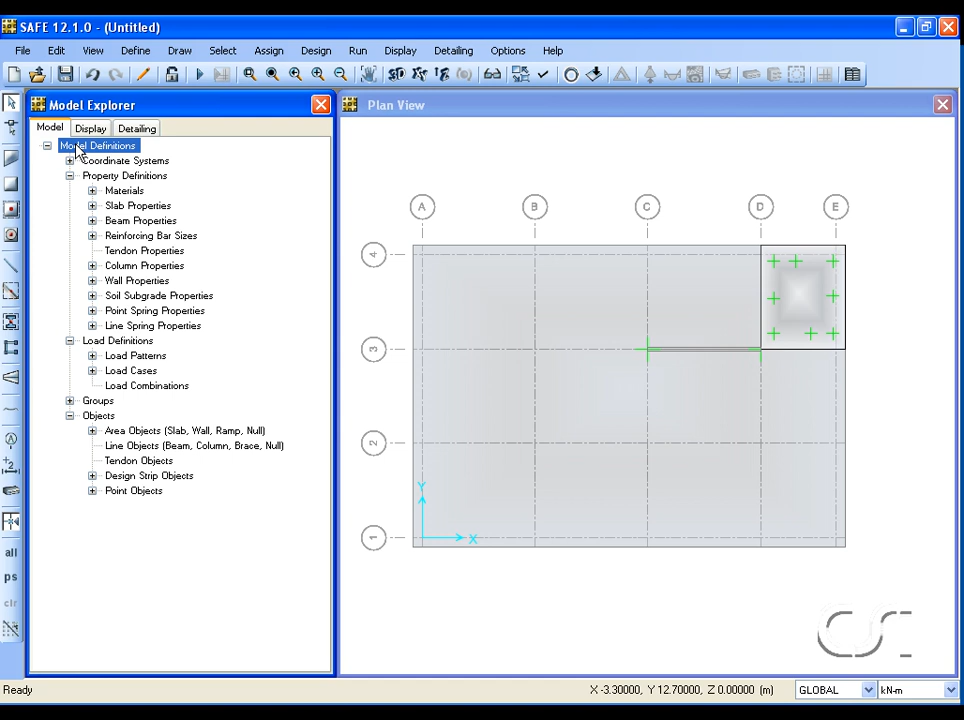 SAFE 12.1.0 - (Untitled)
File Edit View Define Draw Select Assign Design Run Display Detailing Options Help
Model Explorer
Model Display Detailing
Model Definitions
Coordinate Systems
Property Definitions
Materials
Slab Properties
Beam Properties
Reinforcing Bar Sizes
Tendon Properties
Column Properties
Wall Properties
Soil Subgrade Properties
Point Spring Properties
Line Spring Properties
Load Definitions
Load Patterns
Load Cases
Load Combinations
Groups
Objects
Area Objects (Slab, Wall, Ramp, Null)
Line Objects (Beam, Column, Brace, Null)
Tendon Objects
Design Strip Objects
Point Objects
all
ps
clr
Plan View
A B C D E
4
3
2
1
Y
X
CSI
Ready
X -3.30000, Y 12.70000, Z 0.00000 (m)
GLOBAL
kN-m